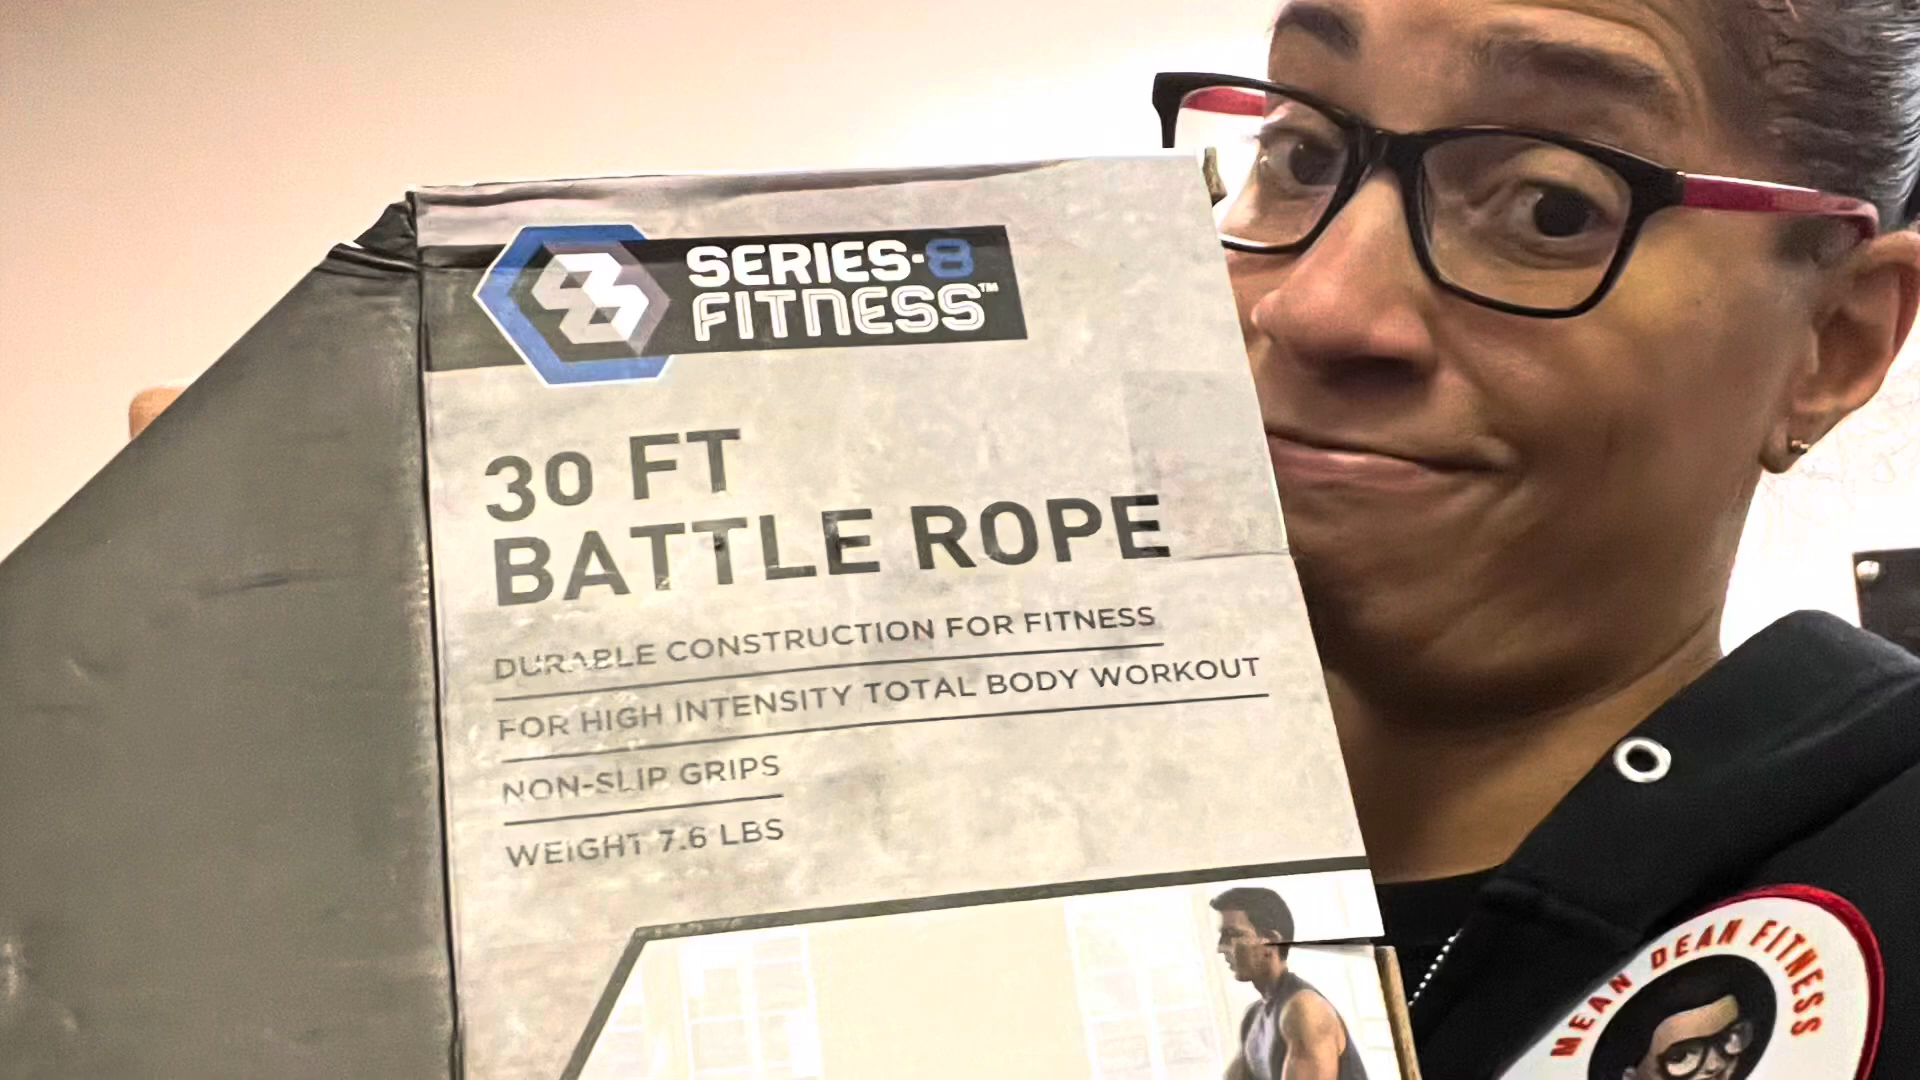 SERIES-8
FITNESS™
30 FT
BATTLE ROPE
DURABLE CONSTRUCTION FOR FITNESS
FOR HIGH INTENSITY TOTAL BODY WORKOUT
NON-SLIP GRIPS
WEIGHT 7.6 LBS
MEAN DEAN FITNESS